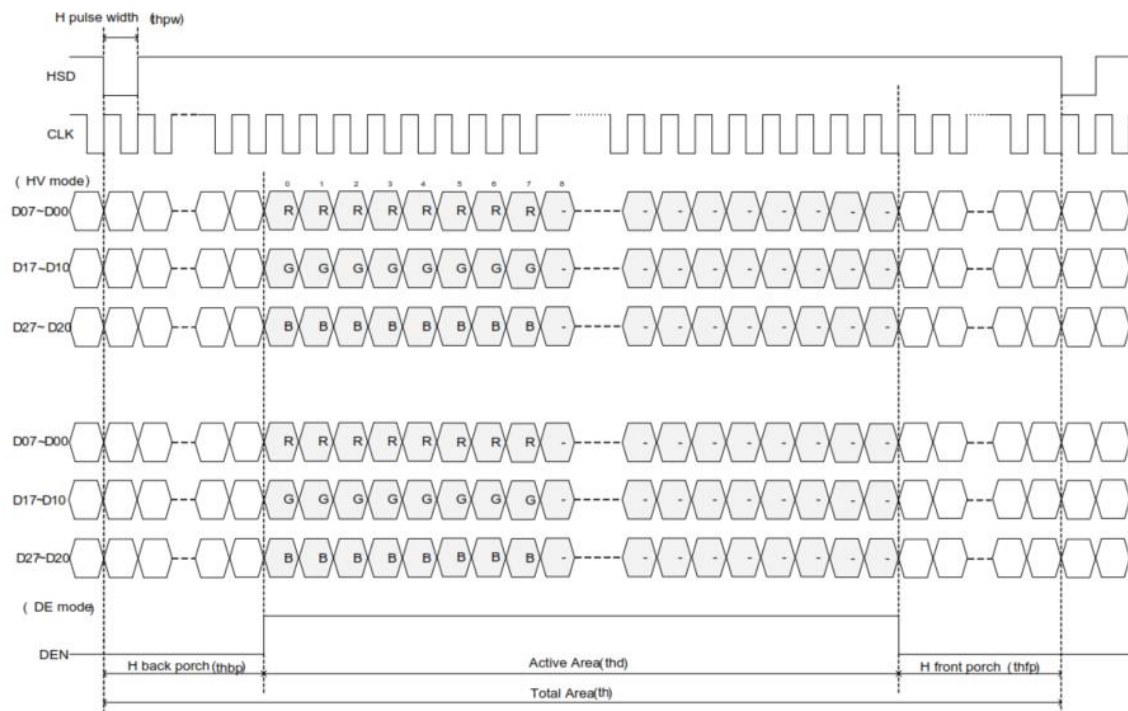 H pulse width (thpw)
HSD
CLK
( HV mode)
0 1 2 3 4 5 6 7 8
D07~D00 R R R R R R R R - - - - - - - - -
D17~D10 G G G G G G G G - - - - - - - - -
D27~D20 B B B B B B B B - - - - - - - - -
D07~D00 R R R R R R R R - - - - - - - - -
D17~D10 G G G G G G G G - - - - - - - - -
D27~D20 B B B B B B B B - - - - - - - - -
( DE mode)
DEN
H back porch (thbp) Active Area(thd) H front porch (thfp)
Total Area(th)